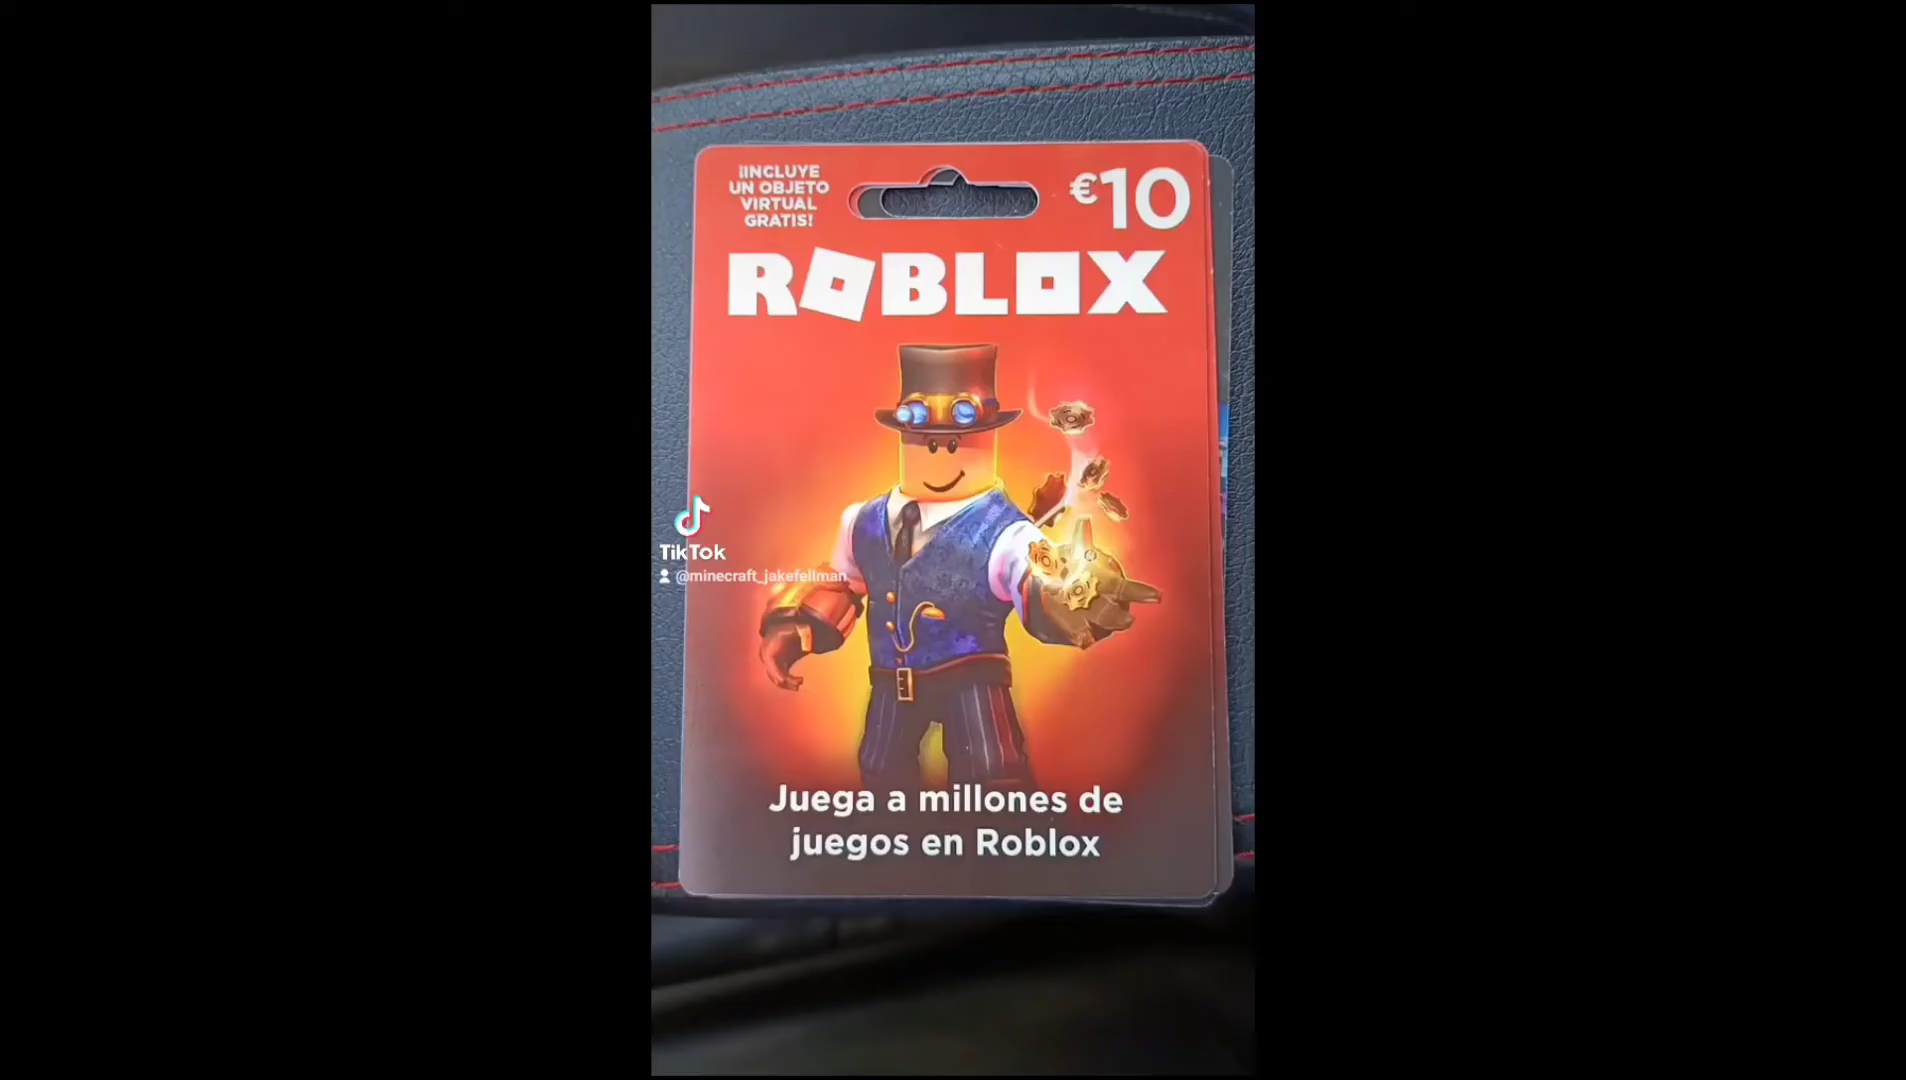 ¡INCLUYE
UN OBJETO
VIRTUAL
GRATIS!
€10
ROBLOX
TikTok
@minecraft_jakefellman
Juega a millones de
juegos en Roblox